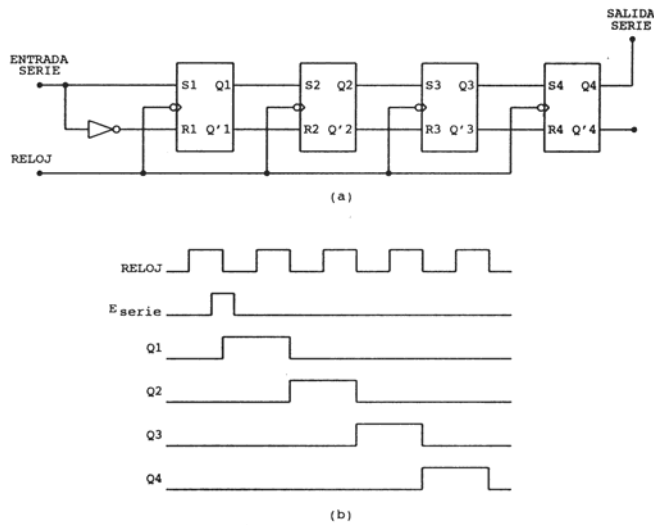 SALIDA
SERIE
ENTRADA
SERIE
S1 Q1 S2 Q2 S3 Q3 S4 Q4
R1 Q'1 R2 Q'2 R3 Q'3 R4 Q'4
RELOJ
(a)
RELOJ
E serie
Q1
Q2
Q3
Q4
(b)